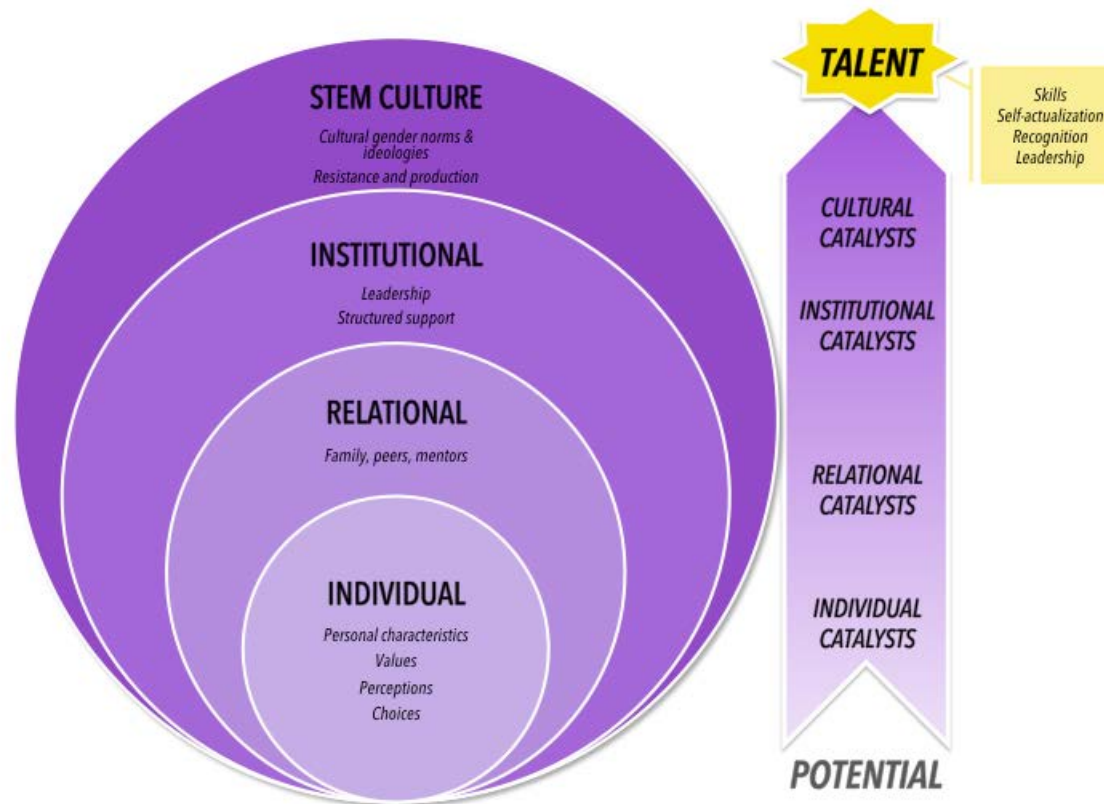 STEM CULTURE
Cultural gender norms &
ideologies
Resistance and production
INSTITUTIONAL
Leadership
Structured support
RELATIONAL
Family, peers, mentors
INDIVIDUAL
Personal characteristics
Values
Perceptions
Choices
TALENT
Skills
Self-actualization
Recognition
Leadership
CULTURAL
CATALYSTS
INSTITUTIONAL
CATALYSTS
RELATIONAL
CATALYSTS
INDIVIDUAL
CATALYSTS
POTENTIAL